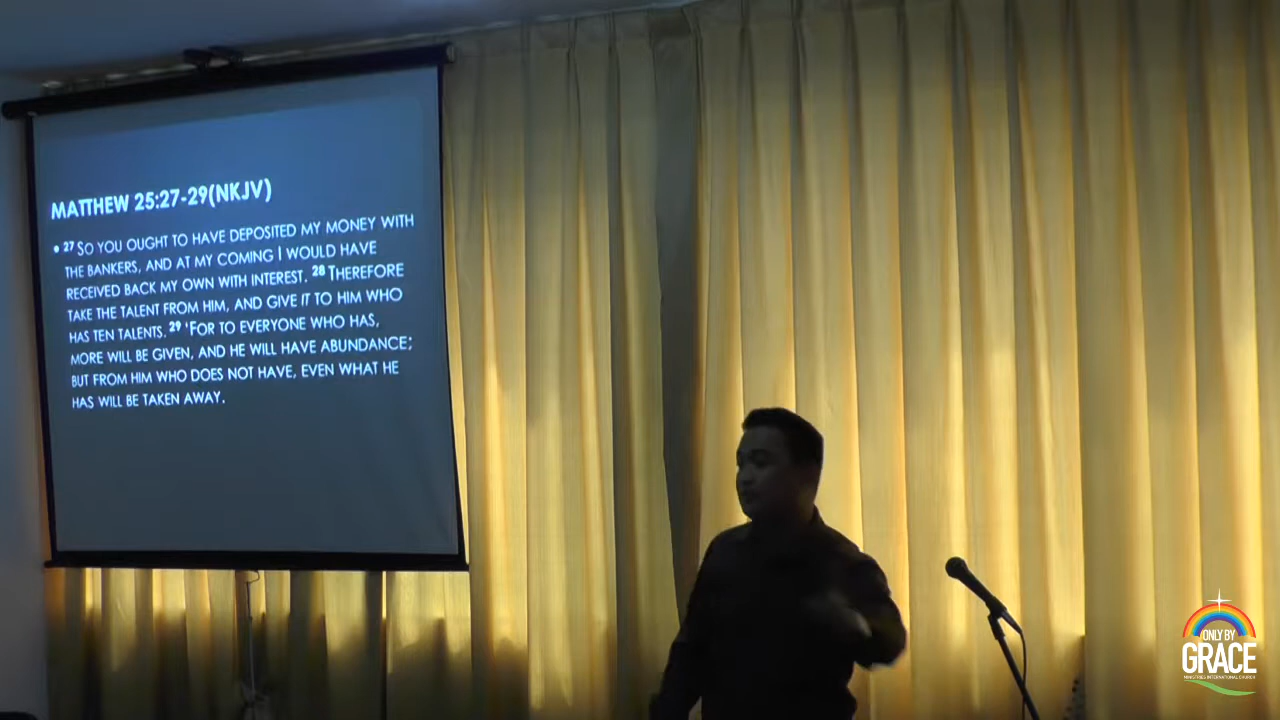 MATTHEW 25:27-29(NKJV)
• 27 SO YOU OUGHT TO HAVE DEPOSITED MY MONEY WITH
THE BANKERS, AND AT MY COMING I WOULD HAVE
RECEIVED BACK MY OWN WITH INTEREST. 28 THEREFORE
TAKE THE TALENT FROM HIM, AND GIVE IT TO HIM WHO
HAS TEN TALENTS. 29 'FOR TO EVERYONE WHO HAS,
MORE WILL BE GIVEN, AND HE WILL HAVE ABUNDANCE;
BUT FROM HIM WHO DOES NOT HAVE, EVEN WHAT HE
HAS WILL BE TAKEN AWAY.
ONLY BY
GRACE
MINISTRIES INTERNATIONAL CHURCH